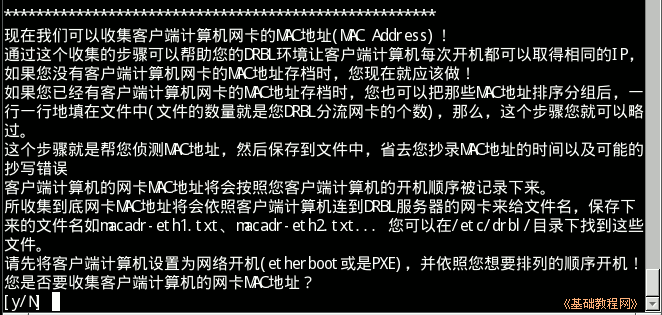 *********************************************************
现在我们可以收集客户端计算机网卡的MAC地址(MAC Address) !
通过这个收集的步骤可以帮助您的DRBL环境让客户端计算机每次开机都可以取得相同的IP,
如果您没有客户端计算机网卡的MAC地址存档时, 您现在就应该做!
如果您已经有客户端计算机网卡的MAC地址存档时, 您也可以把那些MAC地址排序分组后, 一
行一行地填在文件中(文件的数量就是您DRBL分流网卡的个数), 那么, 这个步骤您就可以略
过。
这个步骤就是帮您侦测MAC地址, 然后保存到文件中, 省去您抄录MAC地址的时间以及可能的
抄写错误
客户端计算机的网卡MAC地址将会按照您客户端计算机的开机顺序被记录下来。
所收集到底网卡MAC地址将会依照客户端计算机连到DRBL服务器的网卡来给文件名, 保存下
来的文件名如macadr-eth1.txt、macadr-eth2.txt... 您可以在/etc/drbl/目录下找到这些
文件。
请先将客户端计算机设置为网络开机(etherboot或是PXE), 并依照您想要排列的顺序开机!
您是否要收集客户端计算机的网卡MAC地址?
[y/N]
《基础教程网》